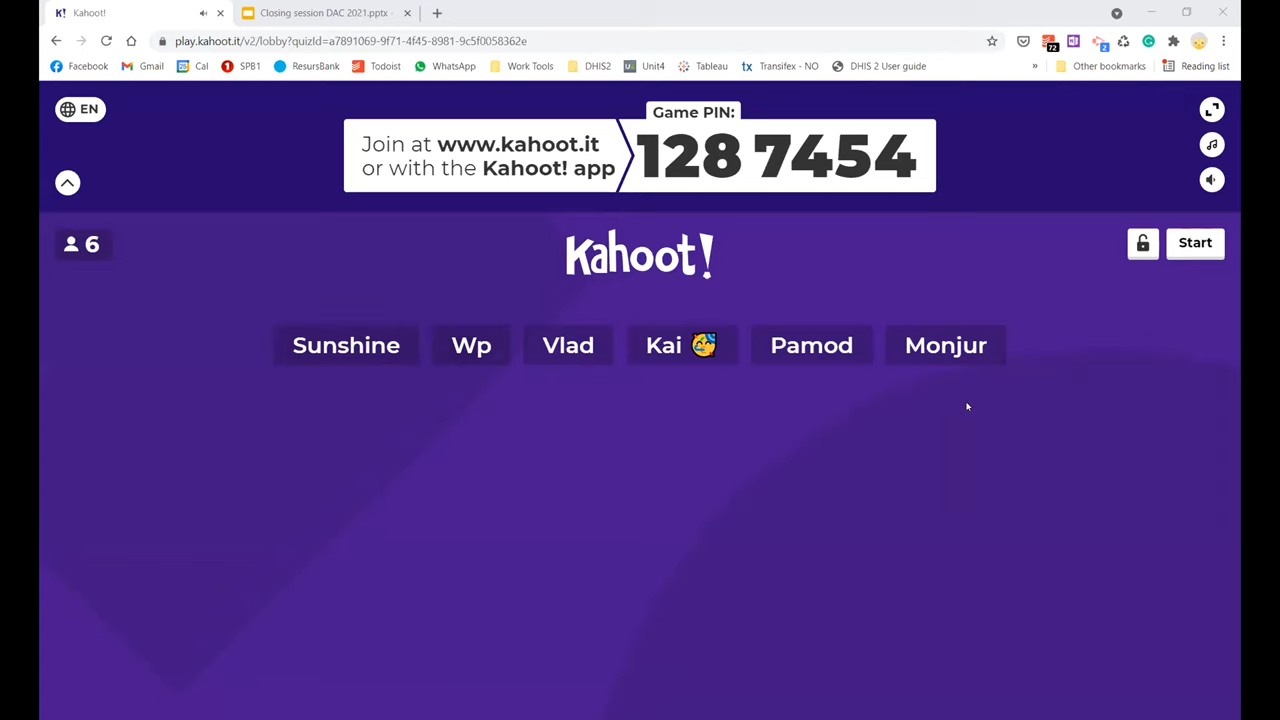 Kahoot!
Closing session DAC 2021.pptx
play.kahoot.it/v2/lobby?quizId=a7891069-9f71-4f45-8981-9c5f0058362e
72
2
Facebook Gmail Cal SPB1 ResursBank Todoist WhatsApp Work Tools DHIS2 Unit4 Tableau Transifex - NO DHIS 2 User guide » Other bookmarks Reading list
EN
Game PIN:
Join at www.kahoot.it
or with the Kahoot! app
128 7454
6
Kahoot!
Start
Sunshine Wp Vlad Kai 🥳 Pamod Monjur